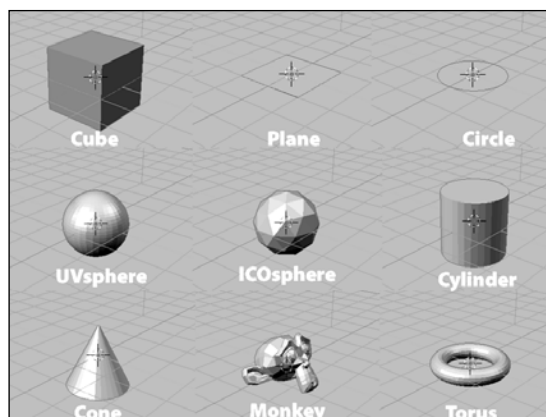 Cube Plane Circle
UVsphere ICOsphere Cylinder
Cone Monkey Torus